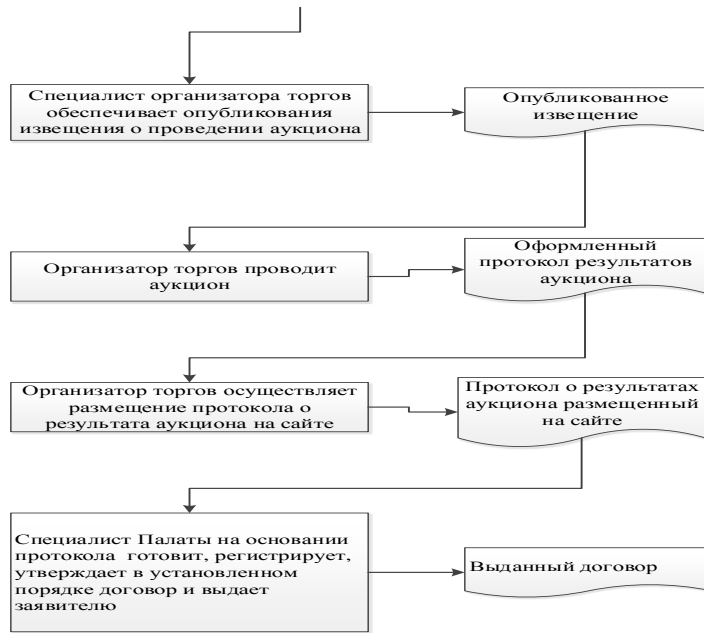 Специалист организатора торгов
обеспечивает опубликования
извещения о проведении аукциона
Опубликованное
извещение
Организатор торгов проводит
аукцион
Оформленный
протокол результатов
аукциона
Организатор торгов осуществляет
размещение протокола о
результата аукциона на сайте
Протокол о результатах
аукциона размещенный
на сайте
Специалист Палаты на основании
протокола готовит, регистрирует,
утверждает в установленном
порядке договор и выдает
заявителю
Выданный договор